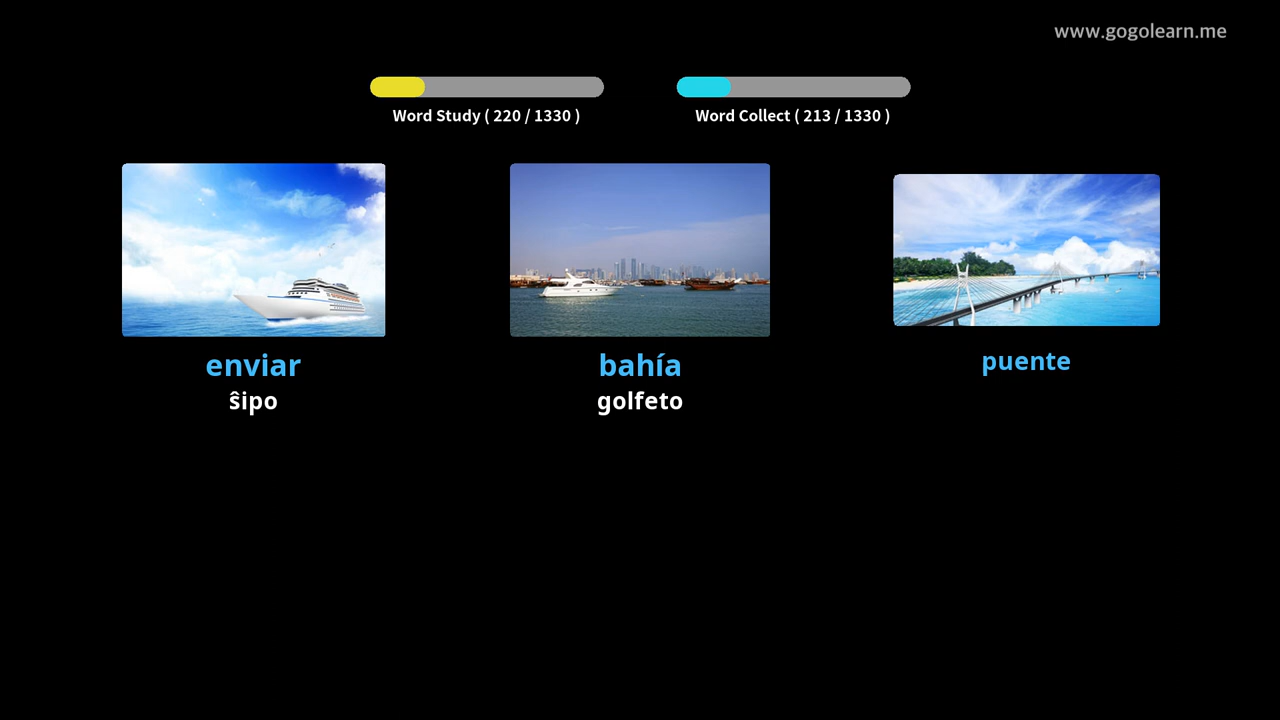 www.gogolearn.me
Word Study ( 220 / 1330 )
Word Collect ( 213 / 1330 )
enviar
ŝipo
bahía
golfeto
puente